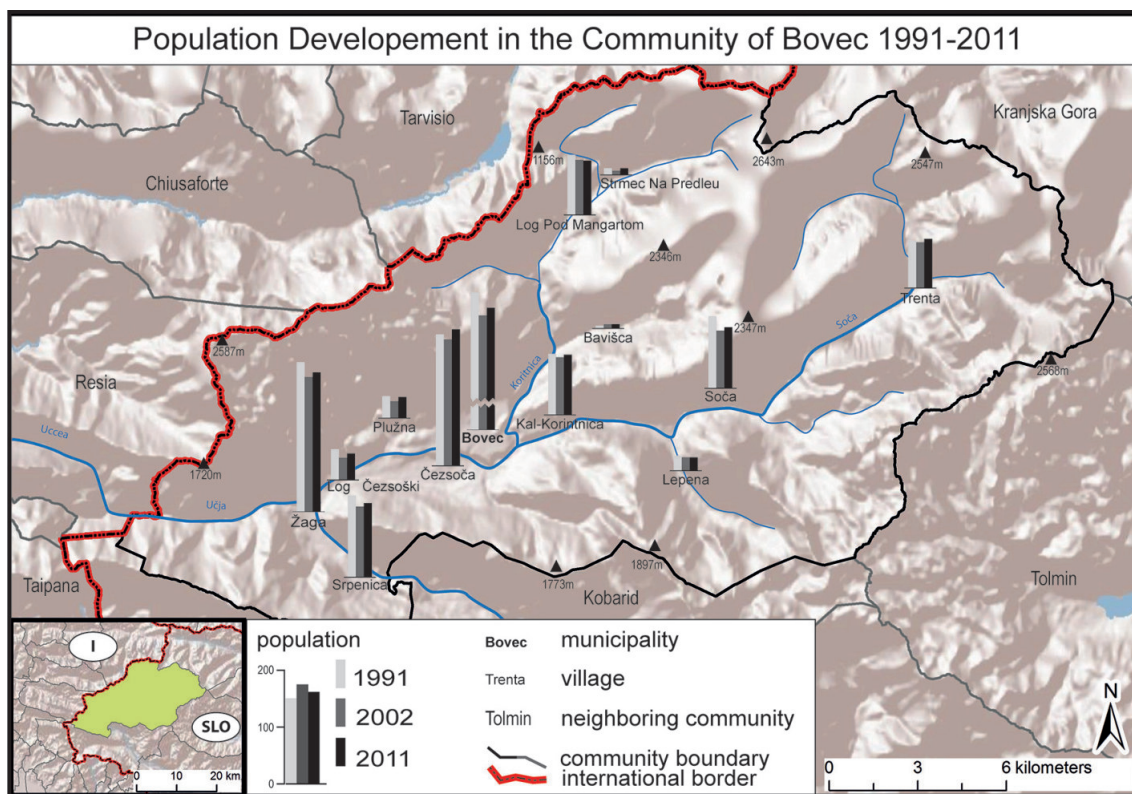 Population Developement in the Community of Bovec 1991-2011
Kranjska Gora
Tarvisio
2643m
2547m
1156m
Strmec Na Predleu
Chiusaforte
Log Pod Mangartom
2346m
Trenta
Soča
2347m
Bavišca
2587m
Koritnica
2568m
Resia
Soča
Plužna
Bovec
Kal-Koritnica
Uccea
1720m
Čezsoča
Lepena
Log Čezsoški
Učja
Žaga
1897m
1773m
Srpenica
Taipana
Kobarid
Tolmin
I
SLO
0 10 20 km
population
200
100
0
1991
2002
2011
Bovec municipality
Trenta village
Tolmin neighboring community
community boundary
international border
N
0 3 6 kilometers